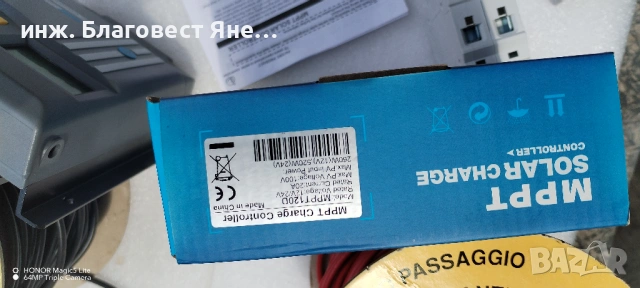 инж. Благовест Яне...
MPPT
SOLAR CHARGE
CONTROLLER>
MPPT Charge Controller
Model: MPPT120D
Rated Voltage:12V/24V
Rated Current:20A
Max.PV Voltage:100V
Max.PV Input Power:
260W(12V),520W(24V)
Made in China
CE
PASSAGGIO
HONOR Magic5 Lite
64MP Triple Camera
BAZAR